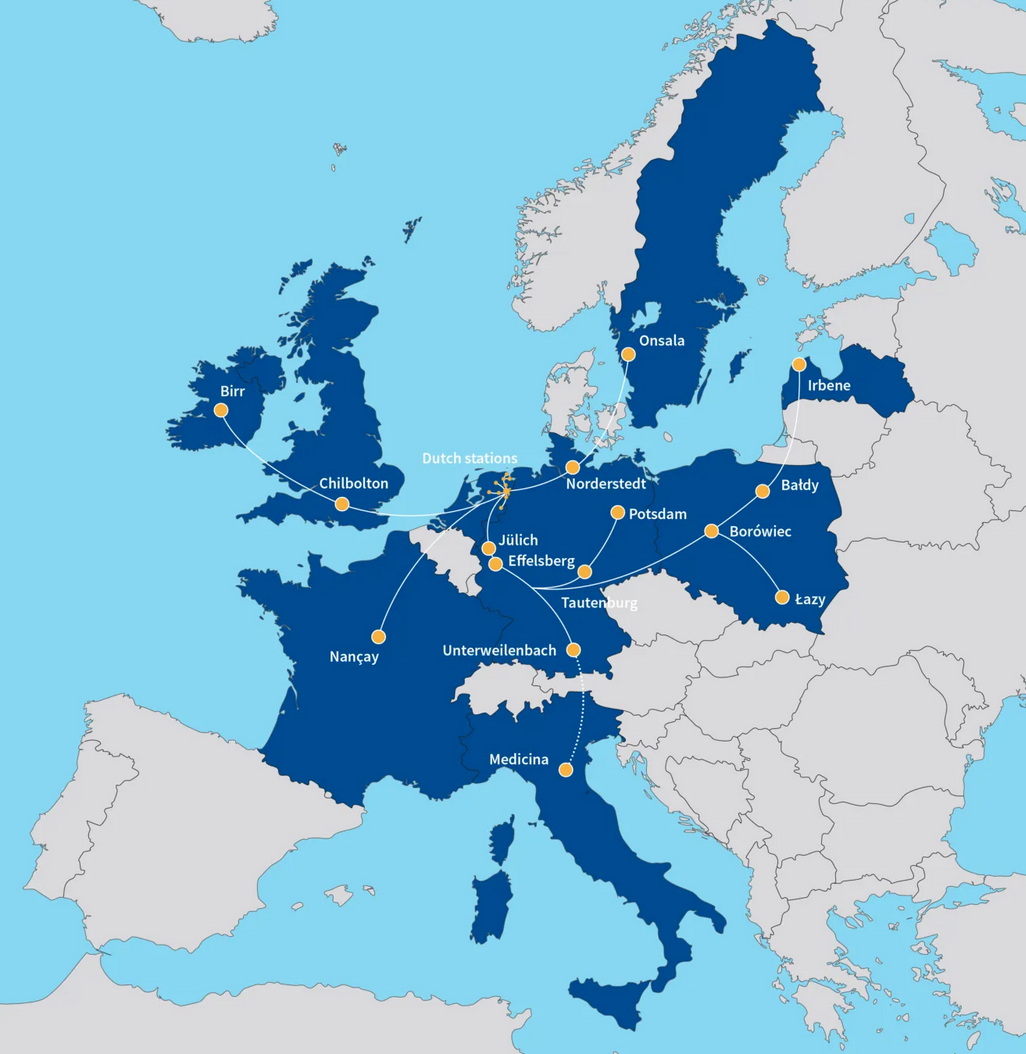 Onsala
Irbene
Birr
Dutch stations
Chilbolton
Norderstedt
Bałdy
Potsdam
Borówiec
Jülich
Effelsberg
Tautenburg
Łazy
Unterweilenbach
Nançay
Medicina